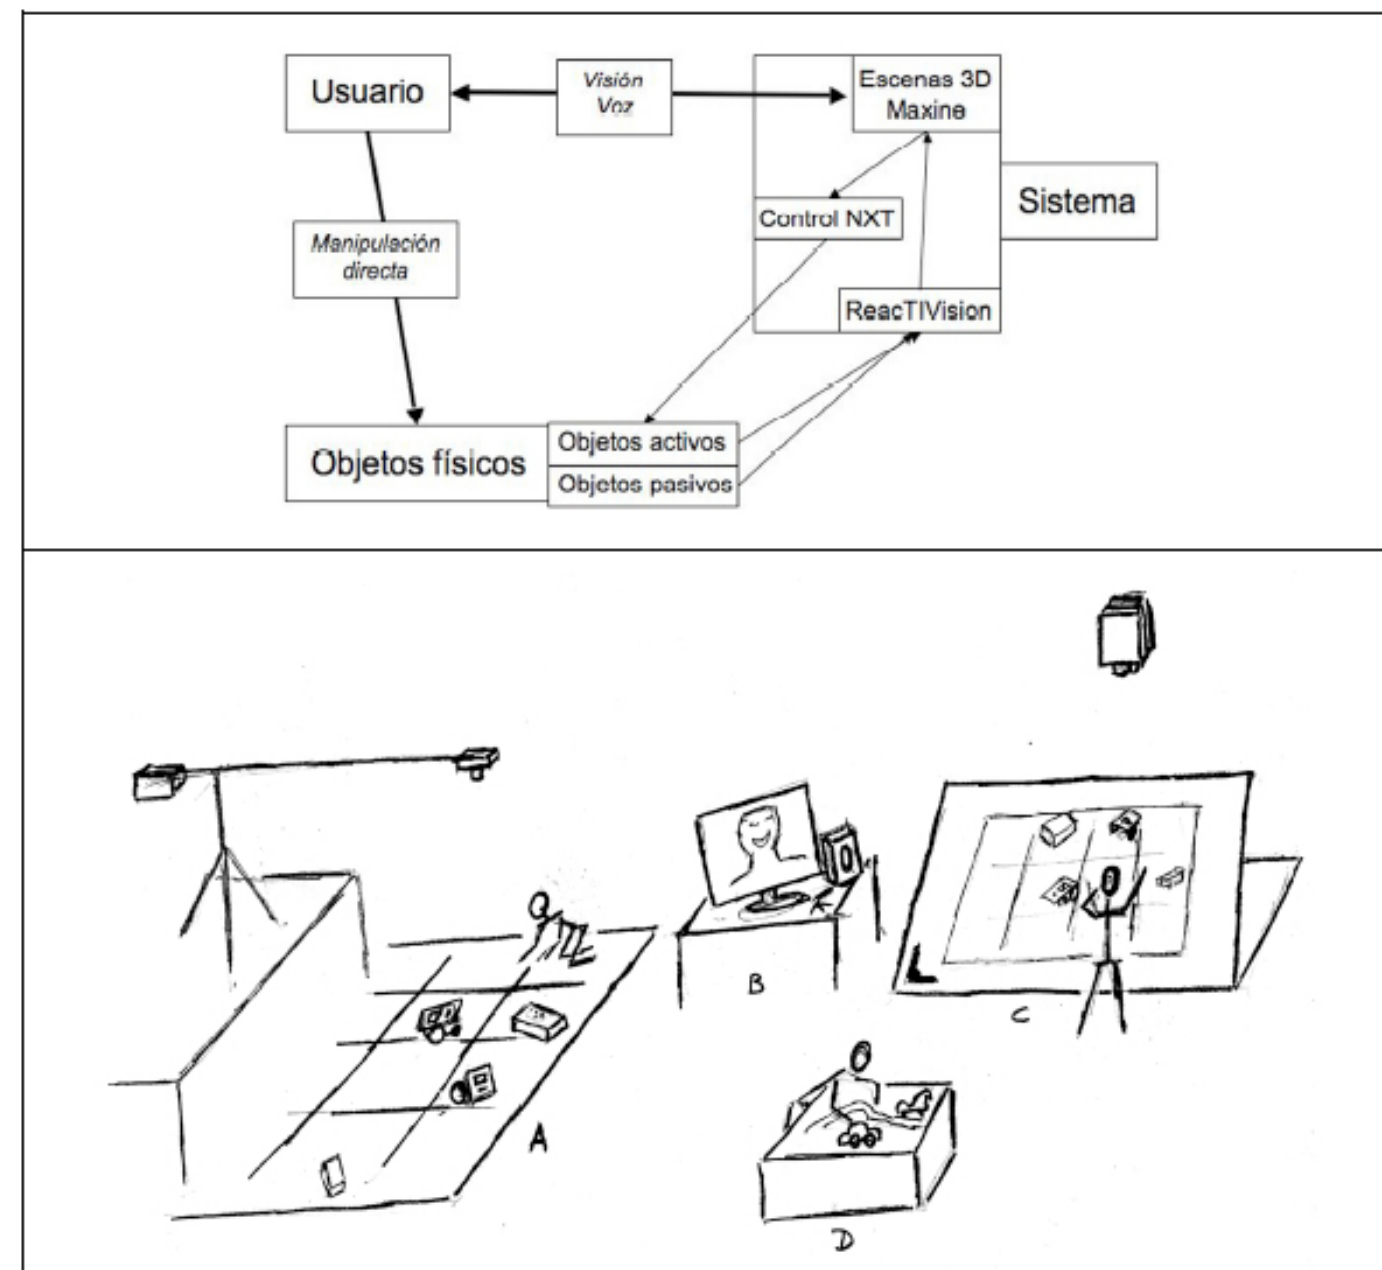 Usuario
Visión
Voz
Escenas 3D
Maxine
Control NXT
Sistema
Manipulación
directa
ReacTIVision
Objetos físicos
Objetos activos
Objetos pasivos
A
B
C
D